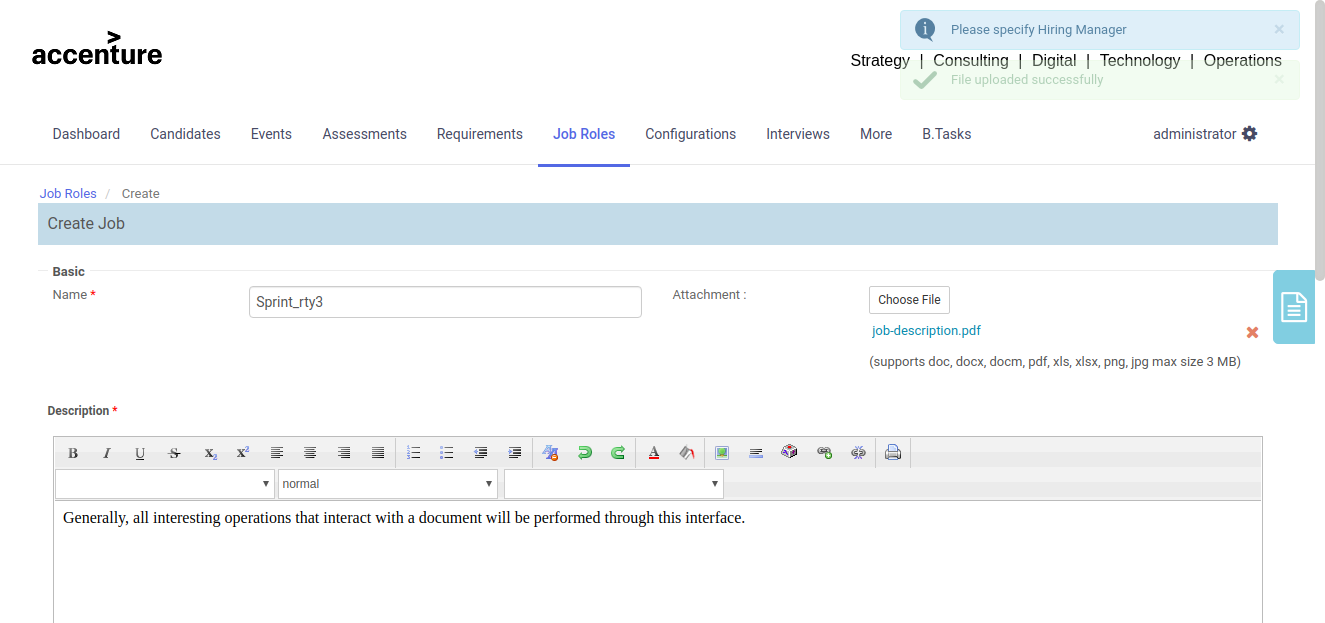 accenture
Please specify Hiring Manager
Strategy | Consulting | Digital | Technology | Operations
File uploaded successfully
Dashboard Candidates Events Assessments Requirements Job Roles Configurations Interviews More B.Tasks administrator
Job Roles / Create
Create Job
Basic
Name * Sprint_rty3 Attachment : Choose File
job-description.pdf
(supports doc, docx, docm, pdf, xls, xlsx, png, jpg max size 3 MB)
Description *
normal
Generally, all interesting operations that interact with a document will be performed through this interface.